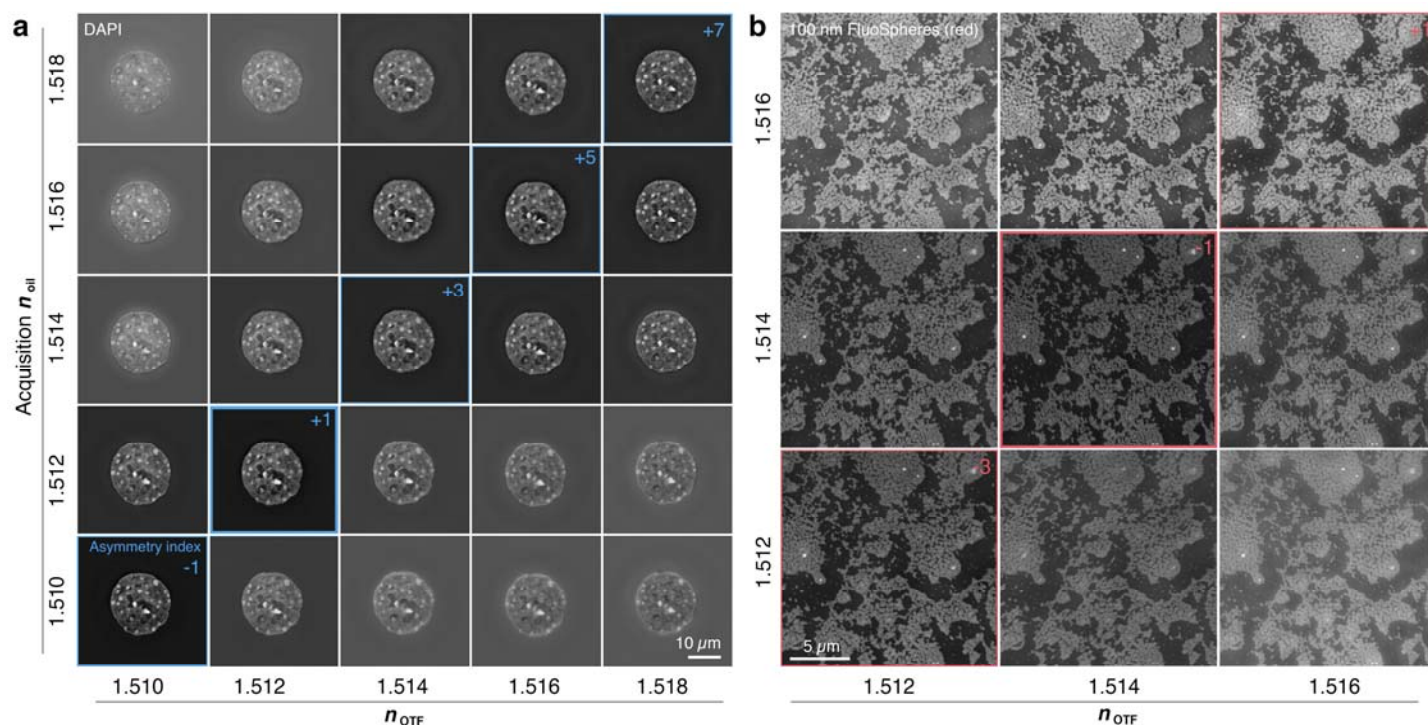 a
DAPI
+7
+5
+3
+1
Asymmetry index
-1
10 µm
Acquisition n oil
1.518
1.516
1.514
1.512
1.510
1.510 1.512 1.514 1.516 1.518
n OTF
b
100 nm FluoSpheres (red)
+1
-1
-3
5 µm
1.516
1.514
1.512
1.512 1.514 1.516
n OTF